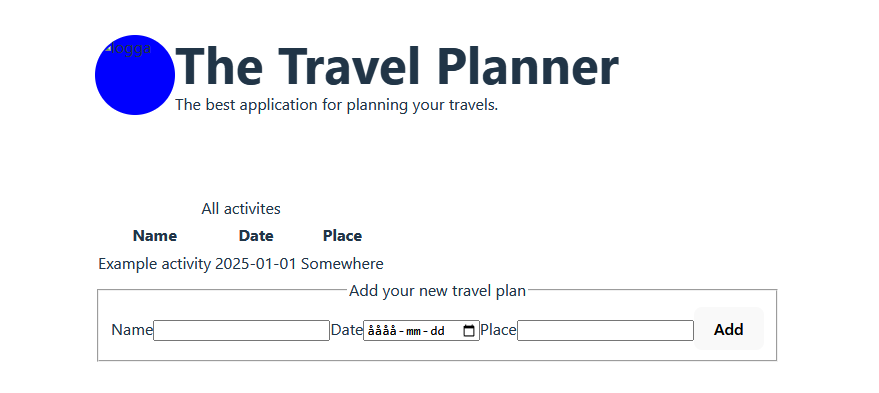 logga
The Travel Planner
The best application for planning your travels.
All activites
Name Date Place
Example activity 2025-01-01 Somewhere
Add your new travel plan
Name Date åååå-mm-dd Place Add